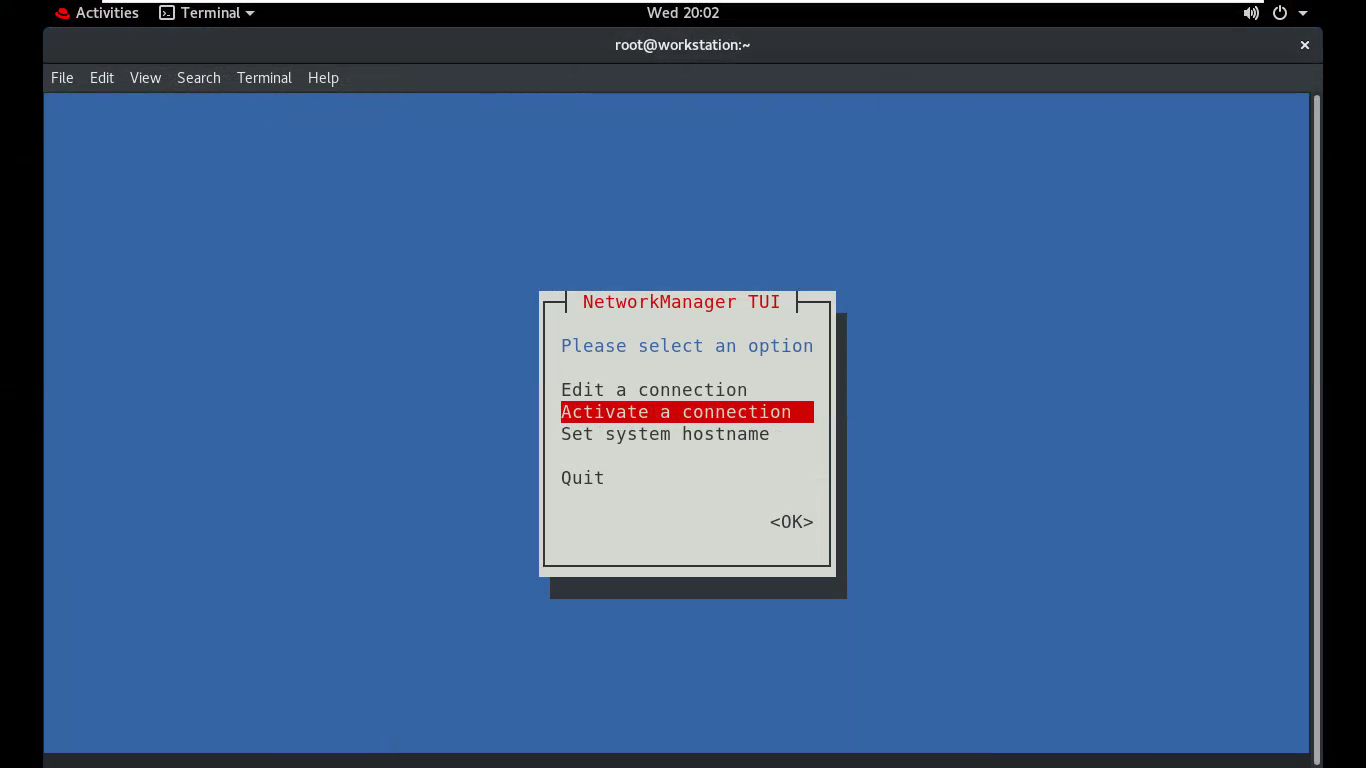 Activities Terminal Wed 20:02
root@workstation:~ ×
File Edit View Search Terminal Help
NetworkManager TUI
Please select an option
Edit a connection
Activate a connection
Set system hostname
Quit
<OK>